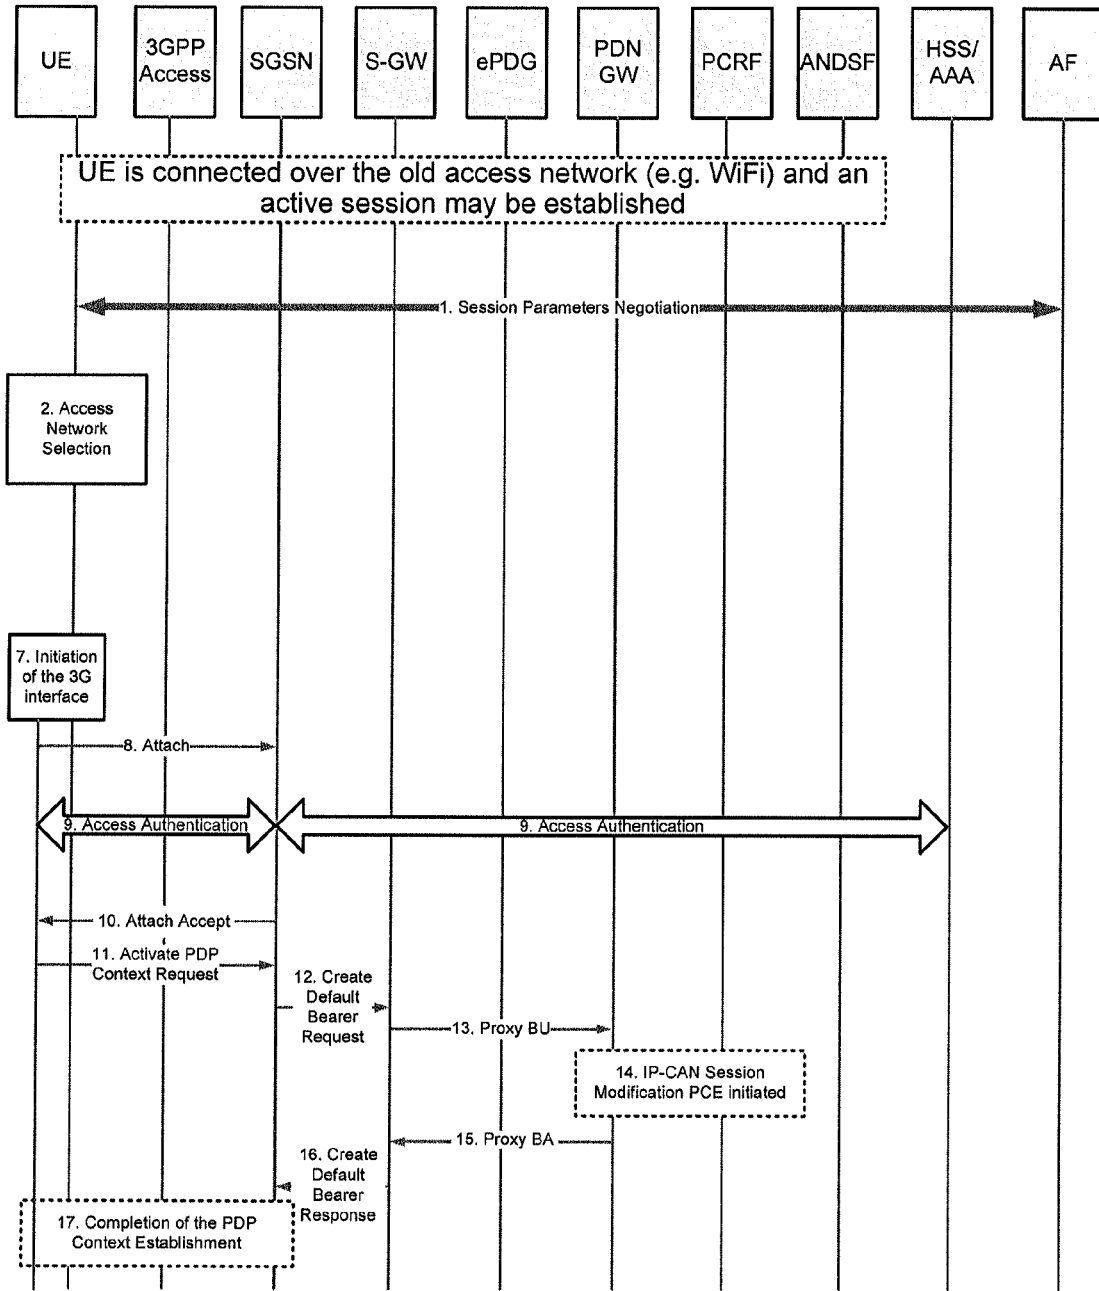 UE
3GPP
Access
SGSN
S-GW
ePDG
PDN
GW
PCRF
ANDSF
HSS/
AAA
AF
UE is connected over the old access network (e.g. WiFi) and an
active session may be established
1. Session Parameters Negotiation
2. Access
Network
Selection
7. Initiation
of the 3G
interface
8. Attach
9. Access Authentication
9. Access Authentication
10. Attach Accept
11. Activate PDP
Context Request
12. Create
Default
Bearer
Request
13. Proxy BU
14. IP-CAN Session
Modification PCE initiated
15. Proxy BA
16. Create
Default
Bearer
Response
17. Completion of the PDP
Context Establishment